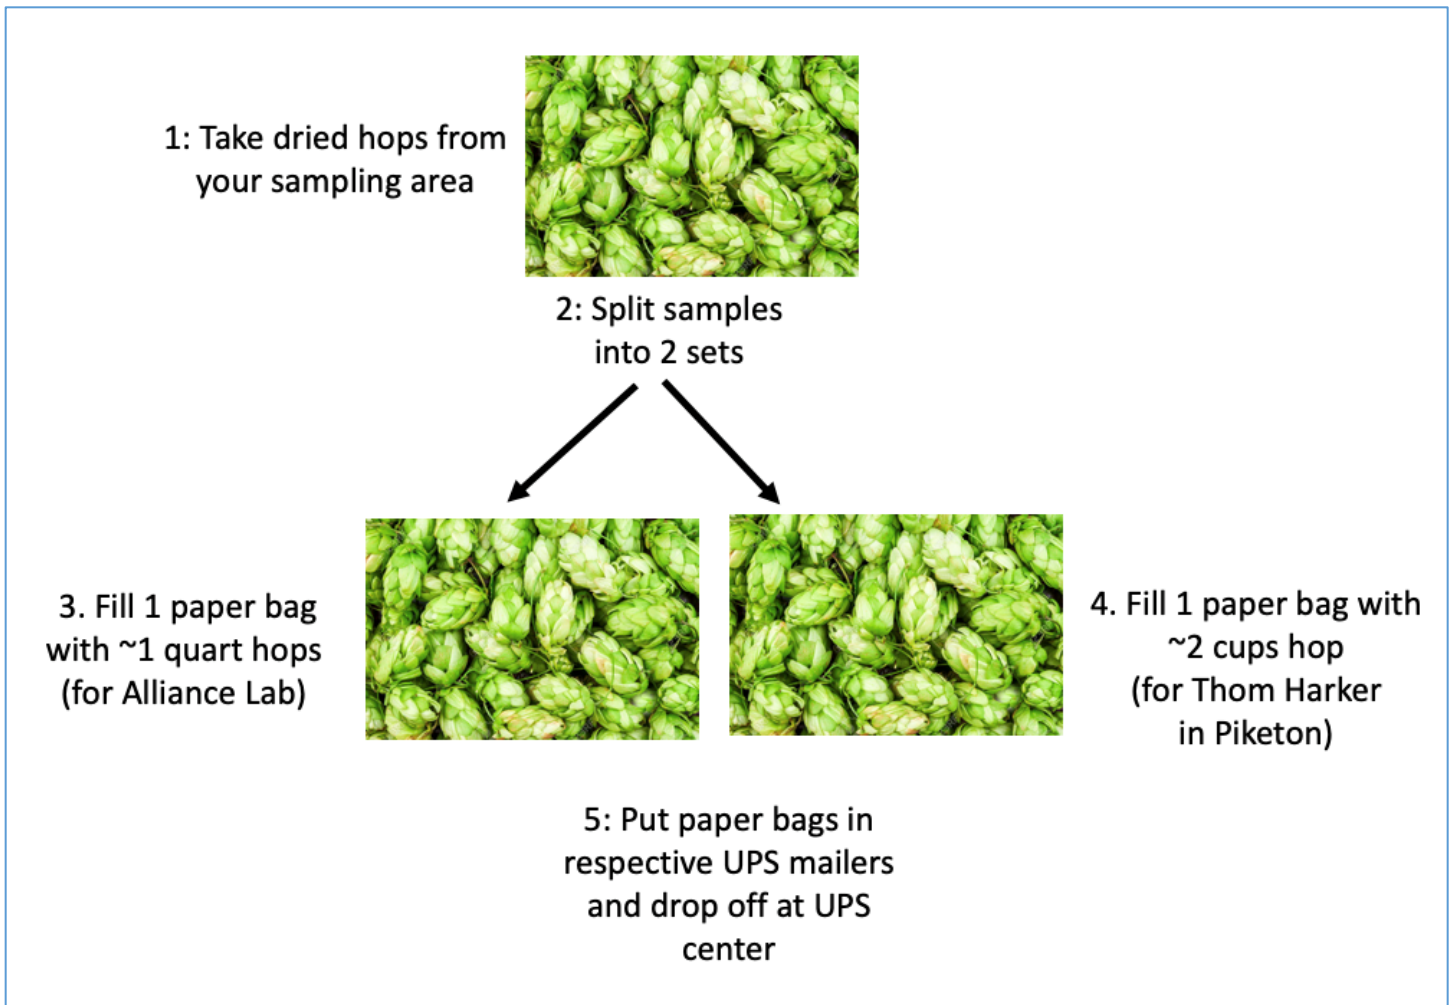 1: Take dried hops from
your sampling area
2: Split samples
into 2 sets
3. Fill 1 paper bag
with ~1 quart hops
(for Alliance Lab)
4. Fill 1 paper bag with
~2 cups hop
(for Thom Harker
in Piketon)
5: Put paper bags in
respective UPS mailers
and drop off at UPS
center